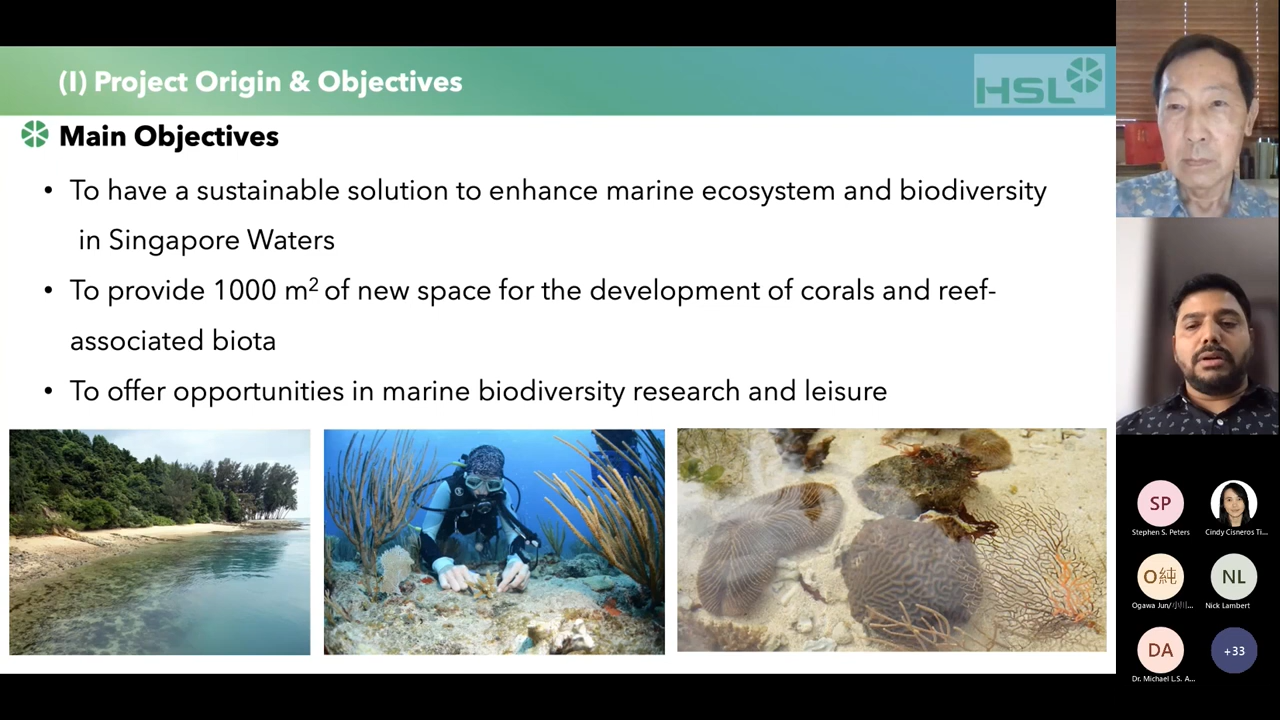 (I) Project Origin & Objectives
HSL
Main Objectives
• To have a sustainable solution to enhance marine ecosystem and biodiversity
in Singapore Waters
• To provide 1000 m² of new space for the development of corals and reef-
associated biota
• To offer opportunities in marine biodiversity research and leisure
SP
Stephen S. Peters
Cindy Cisneros Ti...
O純
Ogawa Jun/小川...
NL
Nick Lambert
DA
Dr. Michael L.S. A...
+33